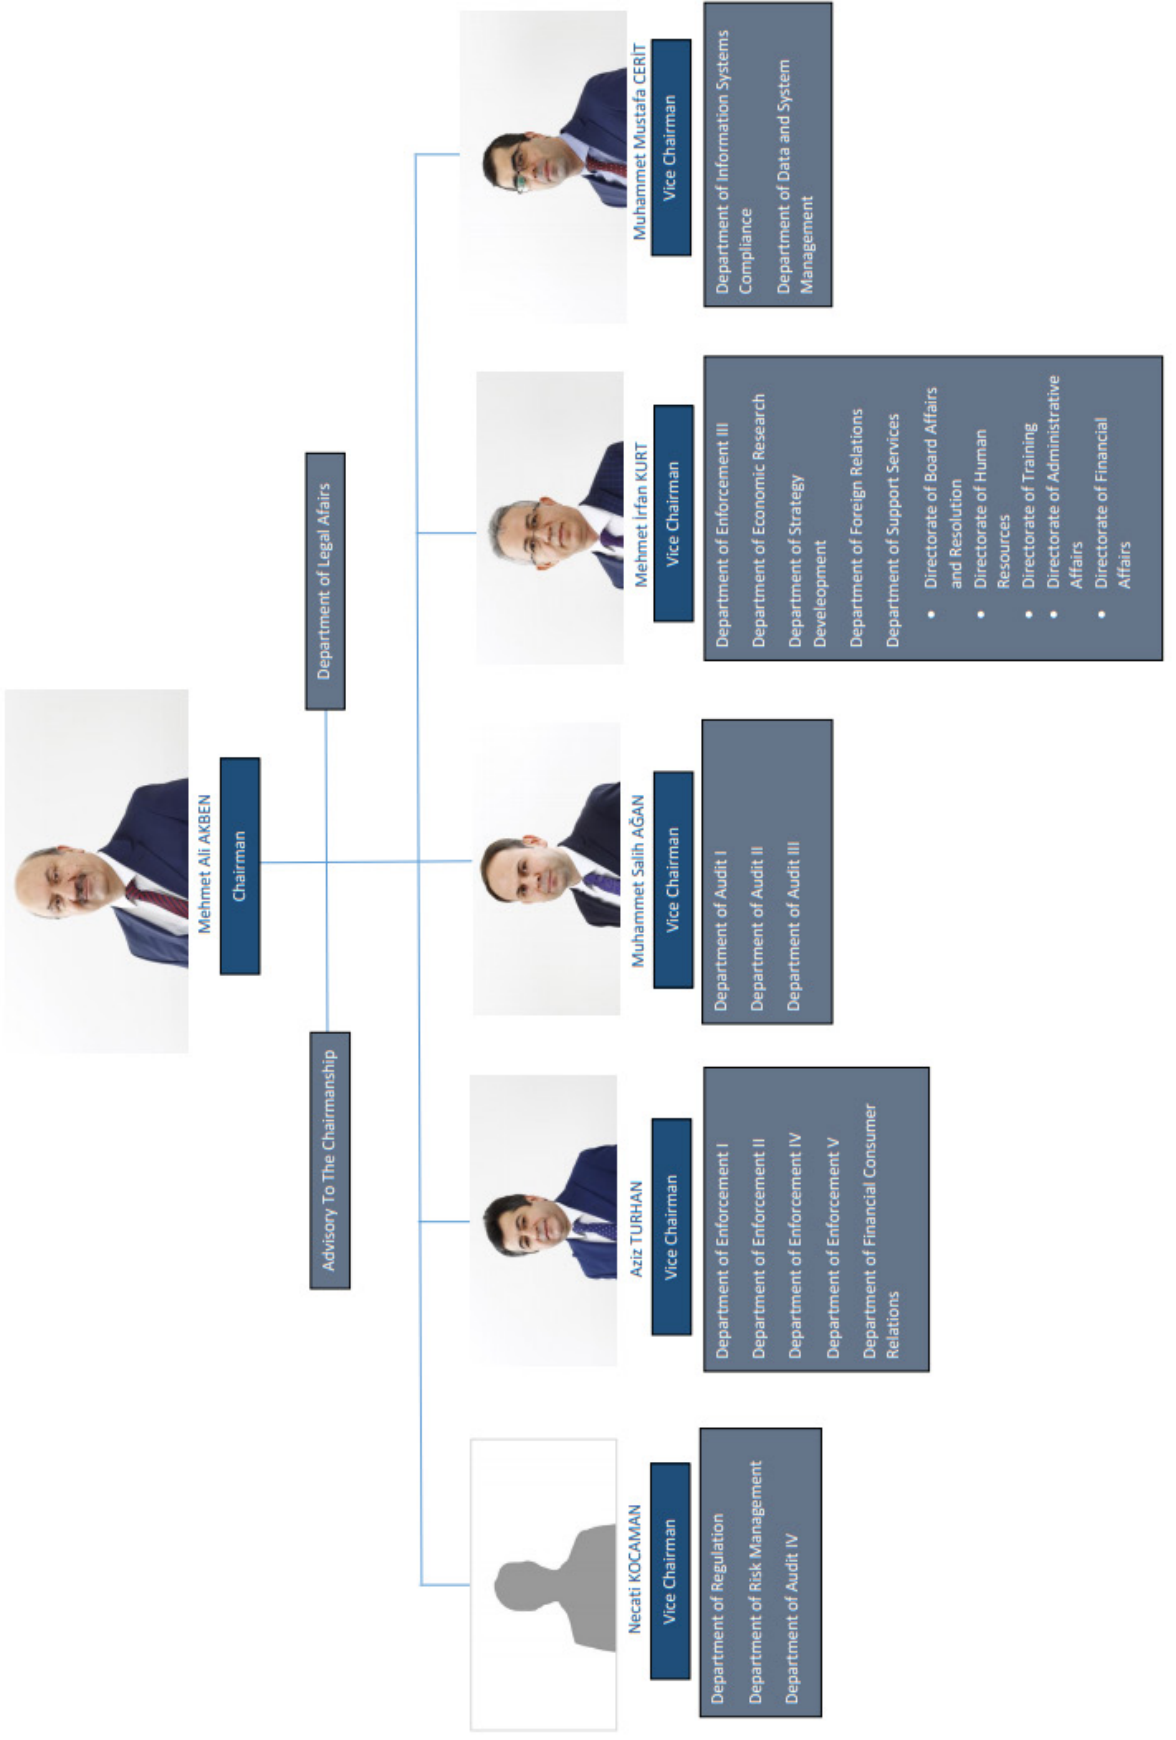 Mehmet Ali AKBEN
Chairman
Advisory To The Chairmanship
Department of Legal Afairs
Necati KOCAMAN
Vice Chairman
Department of Regulation
Department of Risk Management
Department of Audit IV
Aziz TURHAN
Vice Chairman
Department of Enforcement I
Department of Enforcement II
Department of Enforcement IV
Department of Enforcement V
Department of Financial Consumer
Relations
Muhammet Salih AĞAN
Vice Chairman
Department of Audit I
Department of Audit II
Department of Audit III
Mehmet İrfan KURT
Vice Chairman
Department of Enforcement III
Department of Economic Research
Department of Strategy
Develeopment
Department of Foreign Relations
Department of Support Services
• Directorate of Board Affairs
and Resolution
• Directorate of Human
Resources
• Directorate of Training
• Directorate of Administrative
Affairs
• Directorate of Financial
Affairs
Muhammet Mustafa CERİT
Vice Chairman
Department of Information Systems
Compliance
Department of Data and System
Management